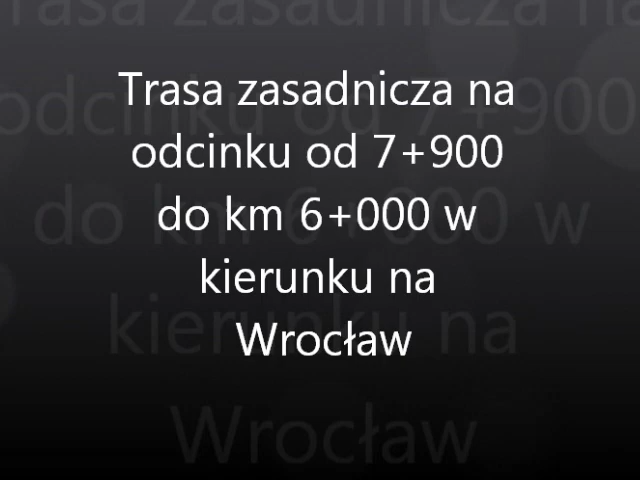 Trasa zasadnicza na
odcinku od 7+900
do km 6+000 w
kierunku na
Wrocław